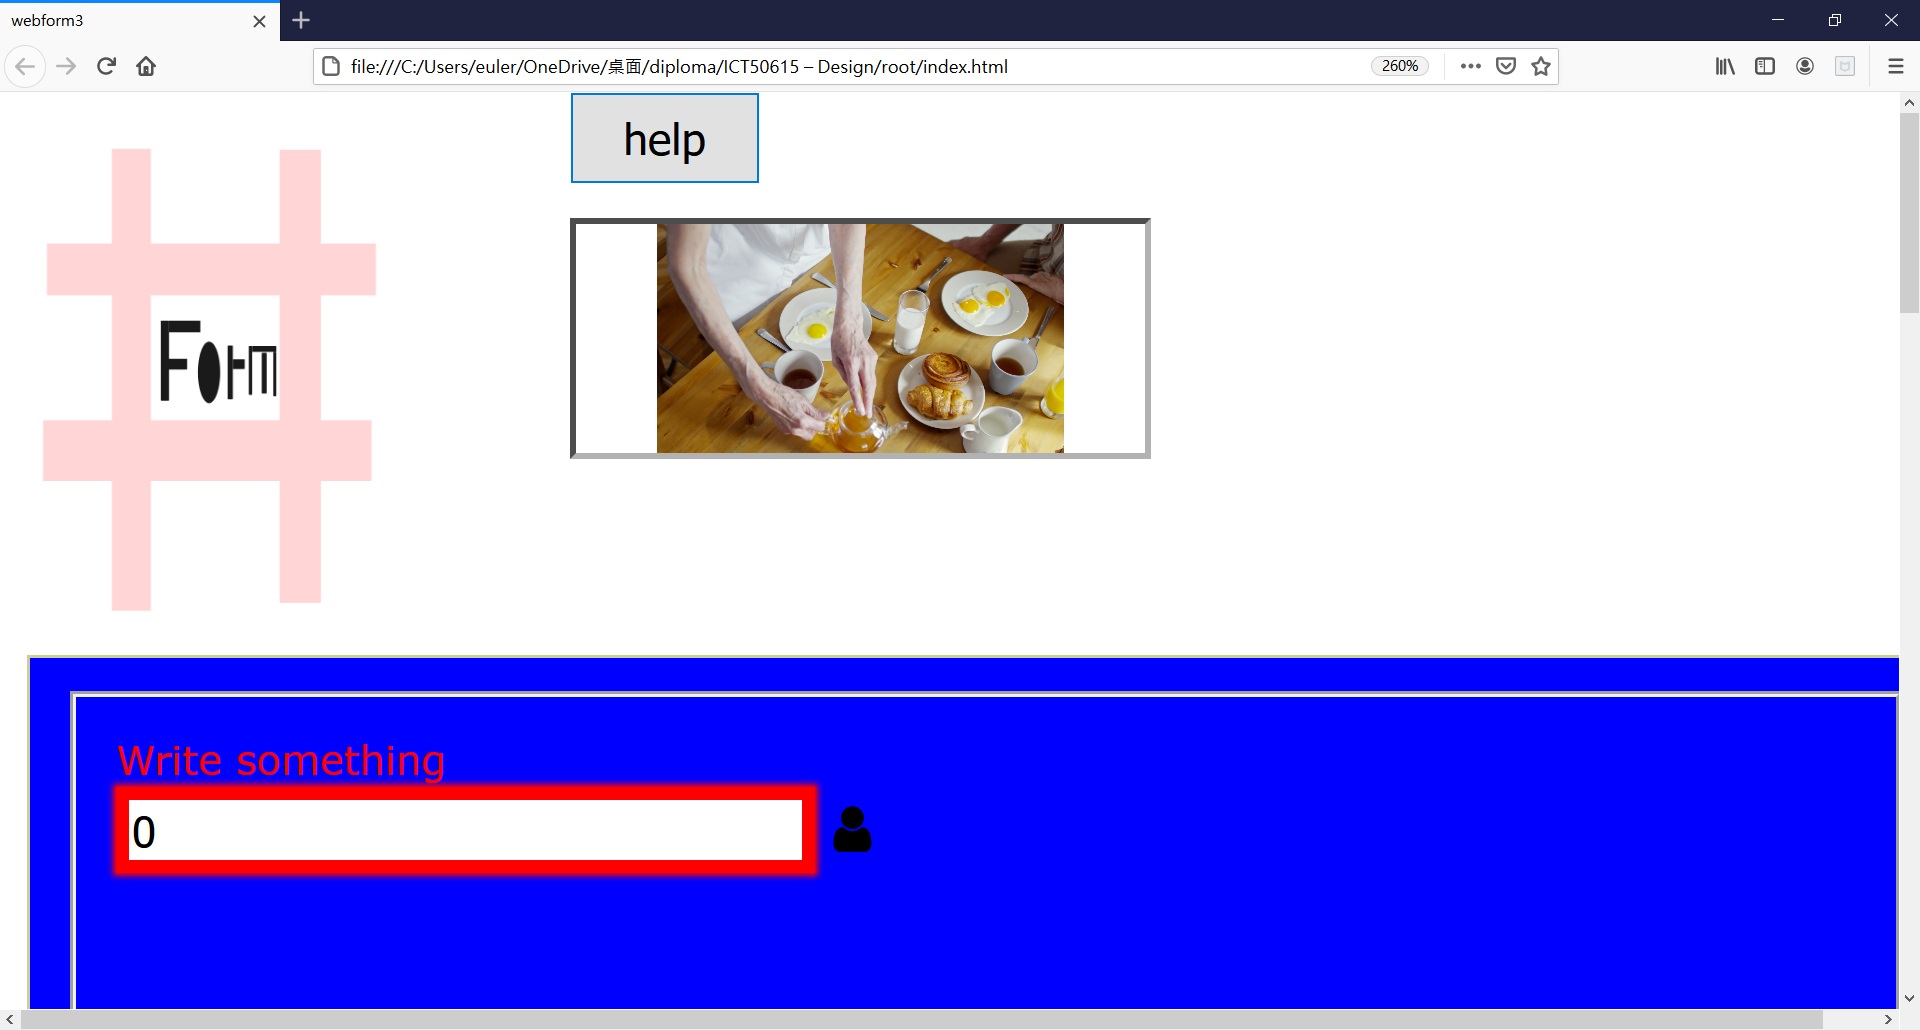 webform3
file:///C:/Users/euler/OneDrive/桌面/diploma/ICT50615 – Design/root/index.html
260%
help
Form
Write something
0